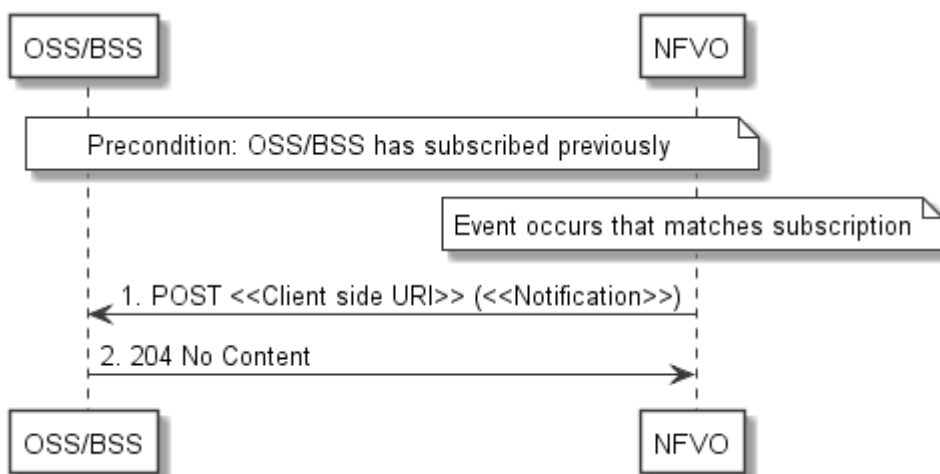 OSS/BSS
NFVO
Precondition: OSS/BSS has subscribed previously
Event occurs that matches subscription
1. POST <<Client side URI>> (<<Notification>>)
2. 204 No Content
OSS/BSS
NFVO